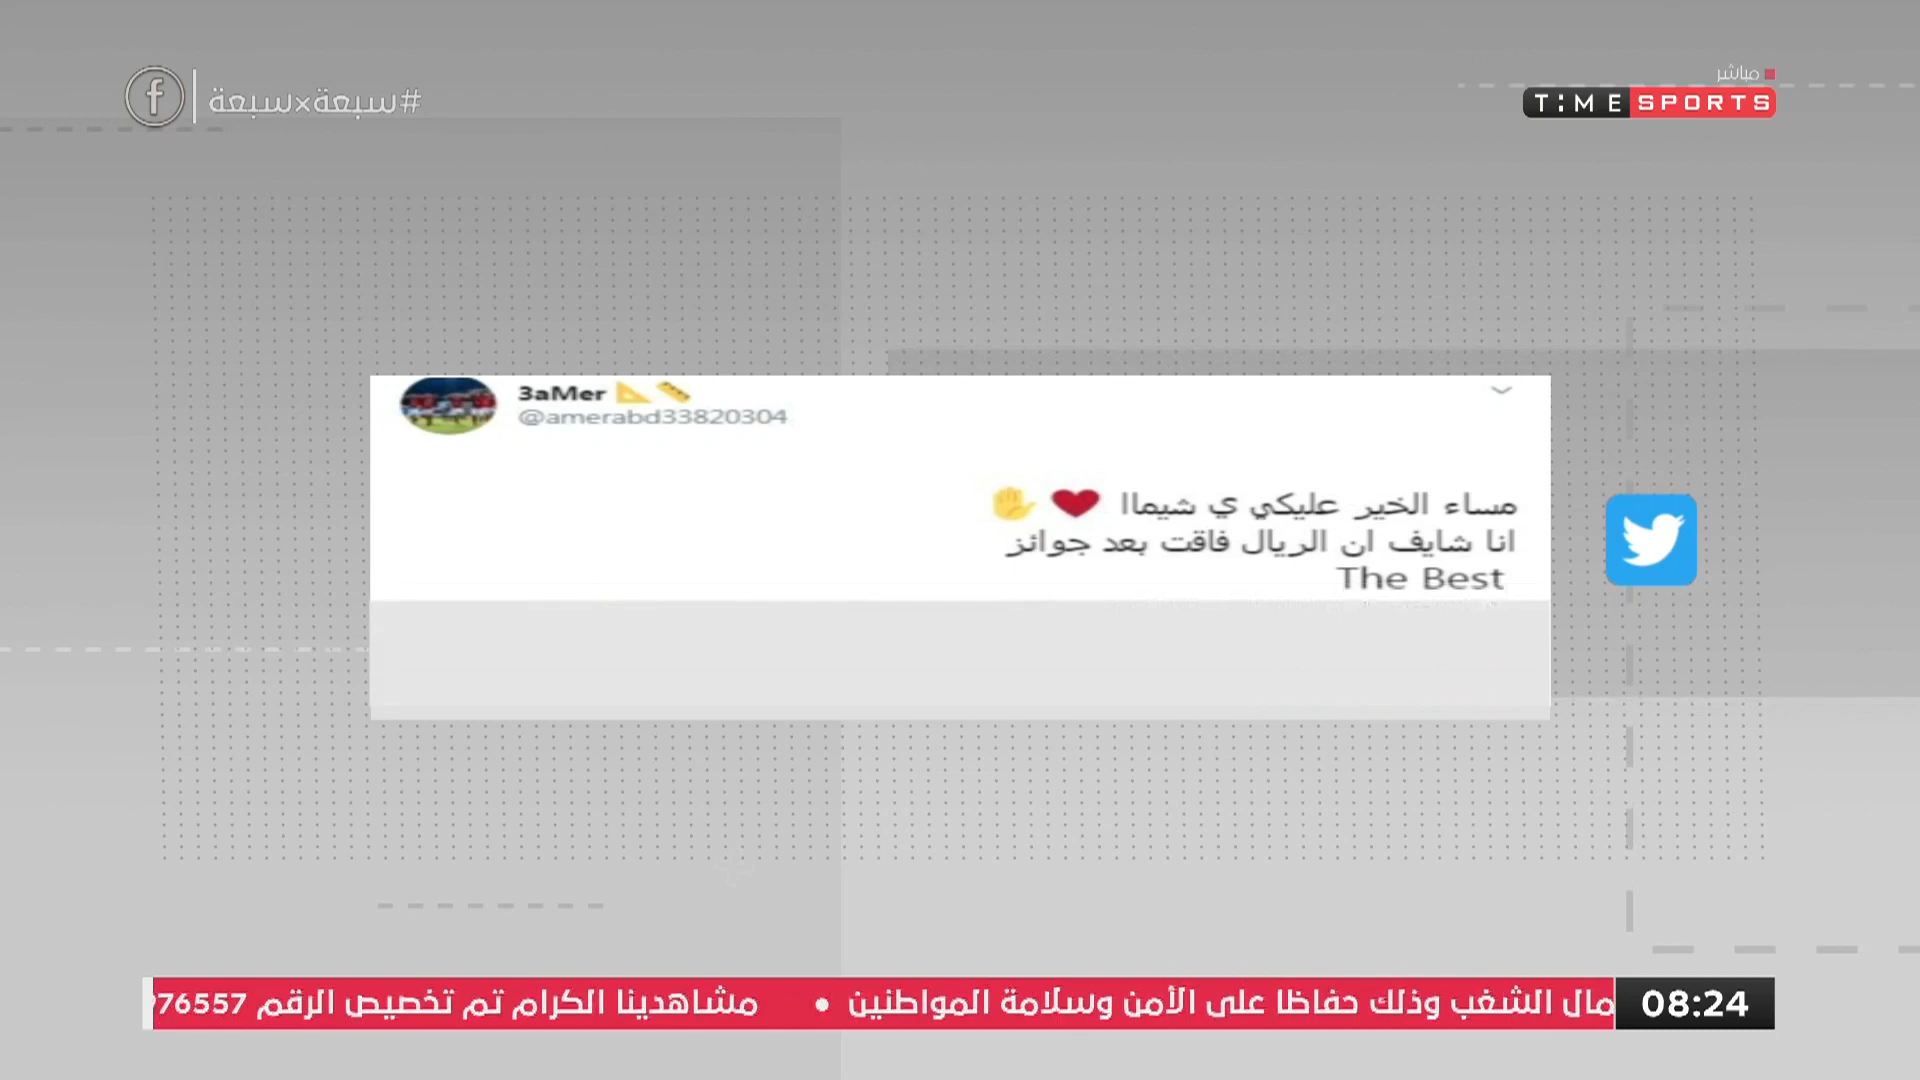 #سبعة×سبعة
مباشر
TIME SPORTS
3aMer
@amerabd33820304
مساء الخير عليكي ي شيماا ❤ ✋
انا شايف ان الريال فاقت بعد جوائز
The Best
الشغب وذلك حفاظا على الأمن وسلامة المواطنين • مشاهدينا الكرام تم تخصيص الرقم 76557
08:24